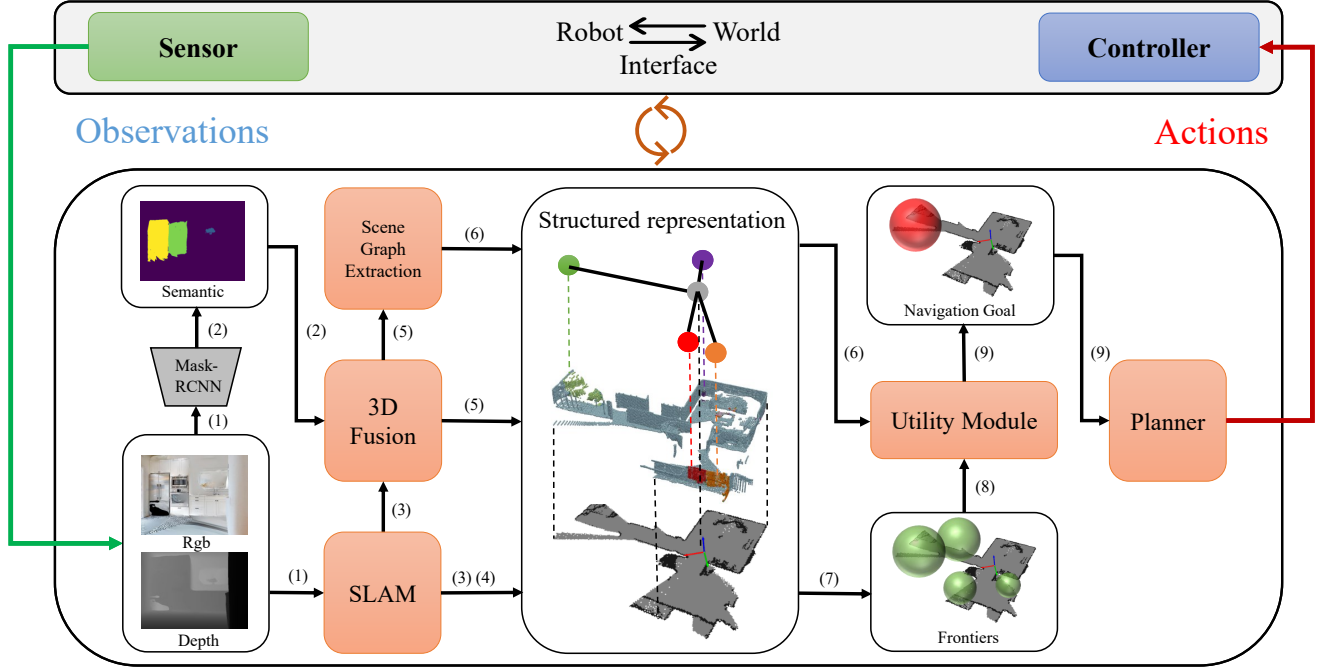 Sensor
Robot
World
Interface
Controller
Observations
Actions
Semantic
(2)
Mask-
RCNN
(1)
Rgb
Depth
(1)
(2)
Scene
Graph
Extraction
(6)
(5)
3D
Fusion
(5)
(3)
SLAM
(3) (4)
Structured representation
(6)
(7)
Navigation Goal
(9)
Utility Module
(8)
Frontiers
(9)
Planner